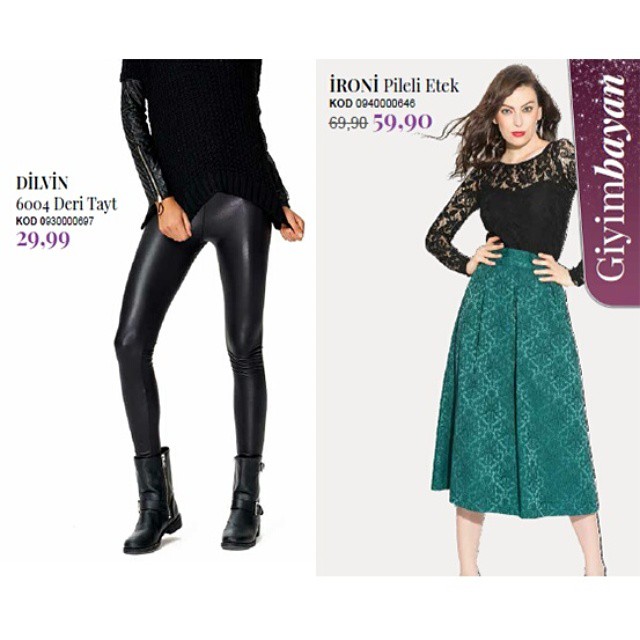 DİLVİN
6004 Deri Tayt
KOD 0930000697
29,99
İRONİ Pileli Etek
KOD 0940000646
69,90 59,90
Giyimbayan